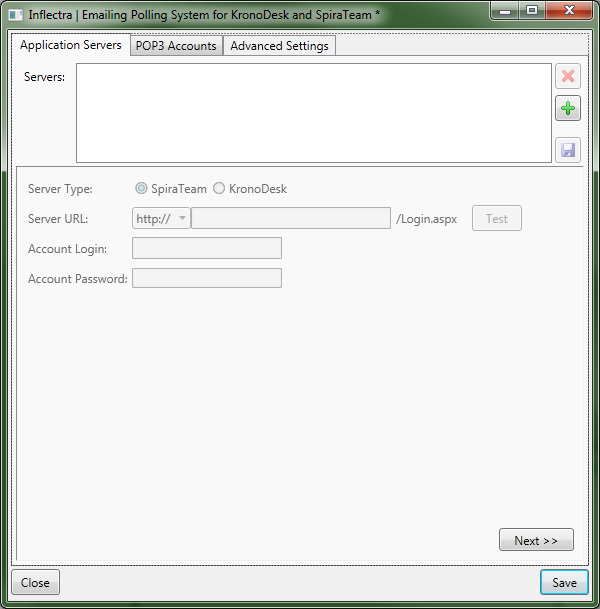 Inflectra | Emailing Polling System for KronoDesk and SpiraTeam *
Application Servers POP3 Accounts Advanced Settings
Servers:
Server Type: SpiraTeam KronoDesk
Server URL: http:// /Login.aspx Test
Account Login:
Account Password:
Next >>
Close Save